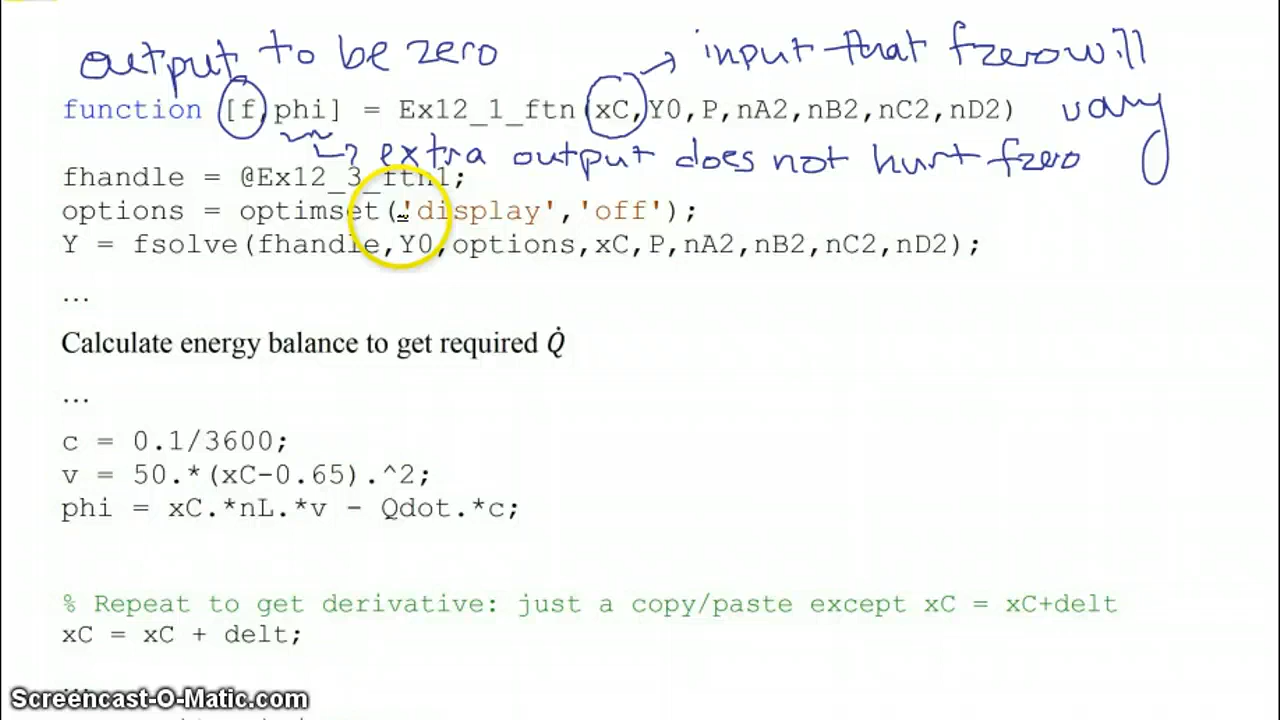 output to be zero
input that fzero will
function [f phi] = Ex12_1_ftn(xC,Y0,P,nA2,nB2,nC2,nD2) vary
extra output does not hurt fzero
fhandle = @Ex12_3_ftn1;
options = optimset('display','off');
Y = fsolve(fhandle,Y0,options,xC,P,nA2,nB2,nC2,nD2);
...
Calculate energy balance to get required Q̇
...
c = 0.1/3600;
v = 50.*(xC-0.65).^2;
phi = xC.*nL.*v - Qdot.*c;
% Repeat to get derivative: just a copy/paste except xC = xC+delt
xC = xC + delt;
Screencast-O-Matic.com